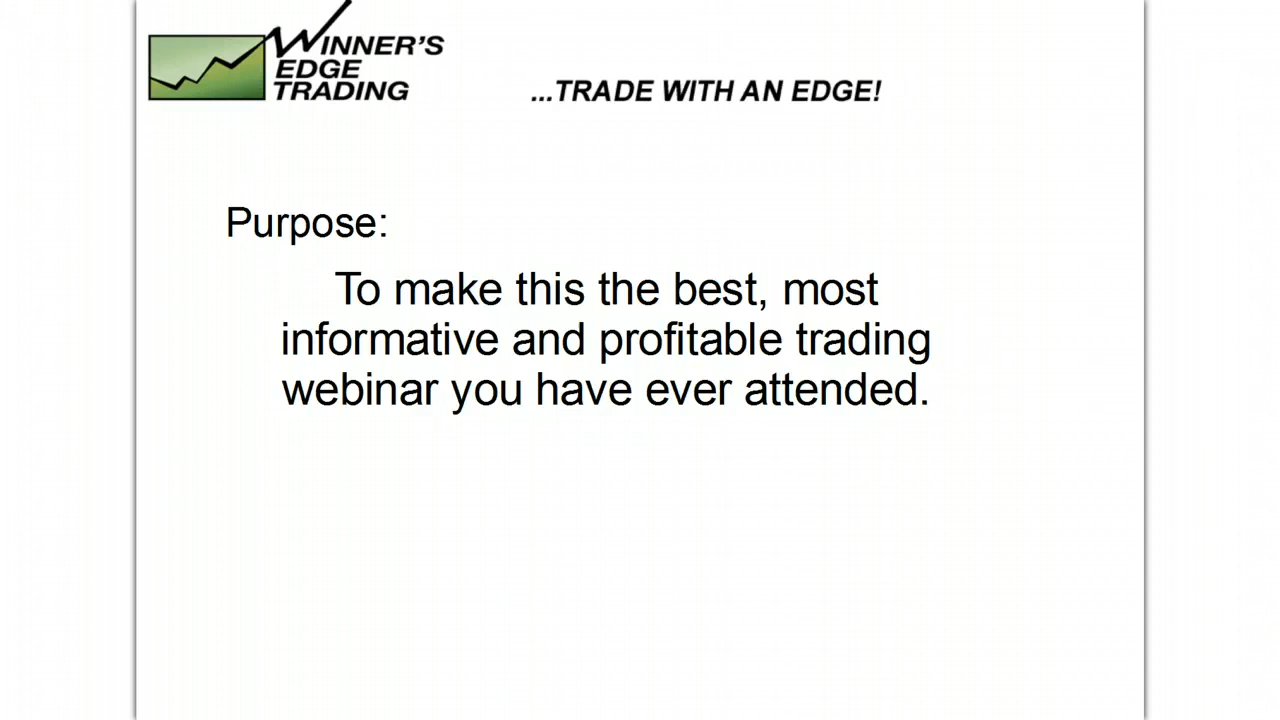 WINNER'S
EDGE
TRADING
...TRADE WITH AN EDGE!
Purpose:
To make this the best, most
informative and profitable trading
webinar you have ever attended.